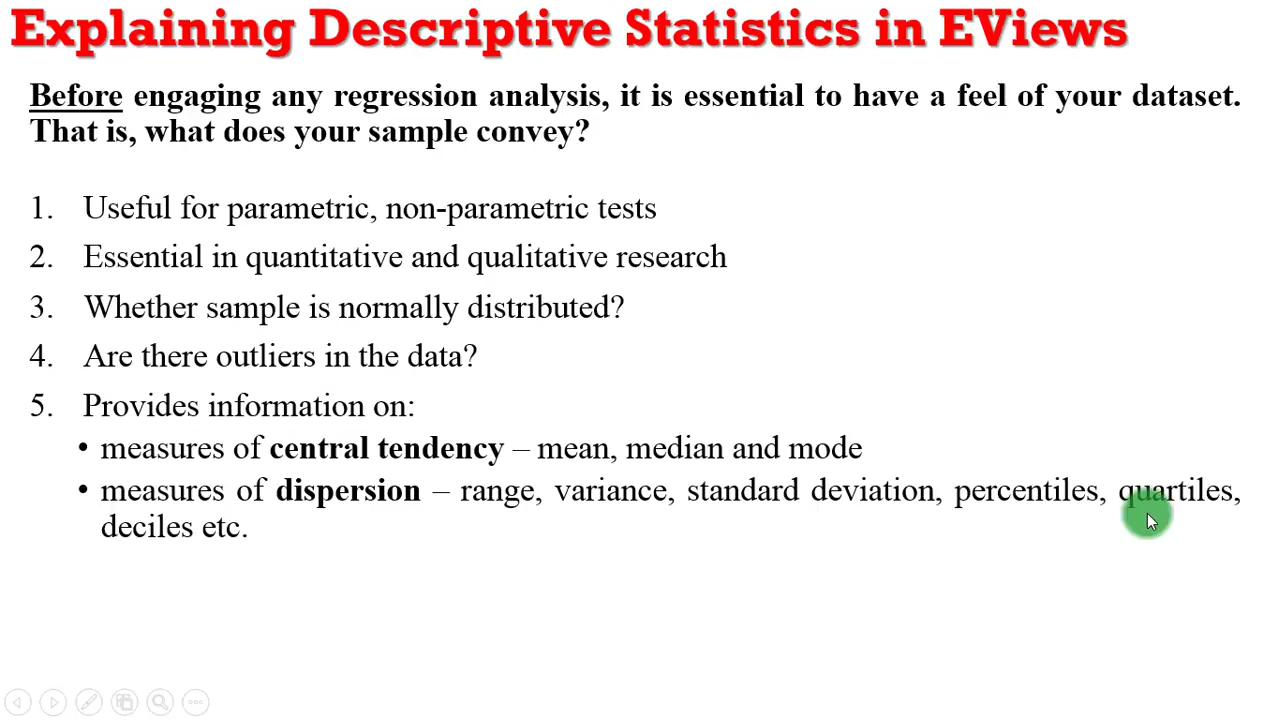 Explaining Descriptive Statistics in EViews
Before engaging any regression analysis, it is essential to have a feel of your dataset.
That is, what does your sample convey?
1. Useful for parametric, non-parametric tests
2. Essential in quantitative and qualitative research
3. Whether sample is normally distributed?
4. Are there outliers in the data?
5. Provides information on:
• measures of central tendency – mean, median and mode
• measures of dispersion – range, variance, standard deviation, percentiles, quartiles,
deciles etc.